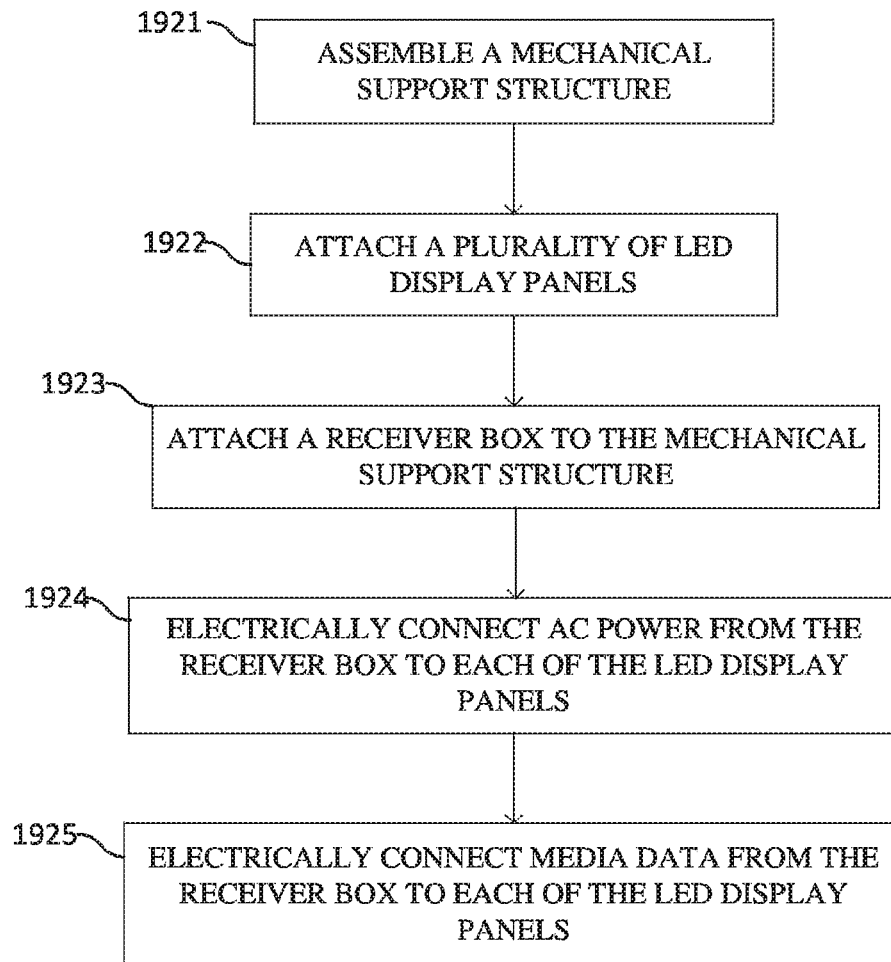 1921
ASSEMBLE A MECHANICAL
SUPPORT STRUCTURE
1922
ATTACH A PLURALITY OF LED
DISPLAY PANELS
1923
ATTACH A RECEIVER BOX TO THE MECHANICAL
SUPPORT STRUCTURE
1924
ELECTRICALLY CONNECT AC POWER FROM THE
RECEIVER BOX TO EACH OF THE LED DISPLAY
PANELS
1925
ELECTRICALLY CONNECT MEDIA DATA FROM THE
RECEIVER BOX TO EACH OF THE LED DISPLAY
PANELS